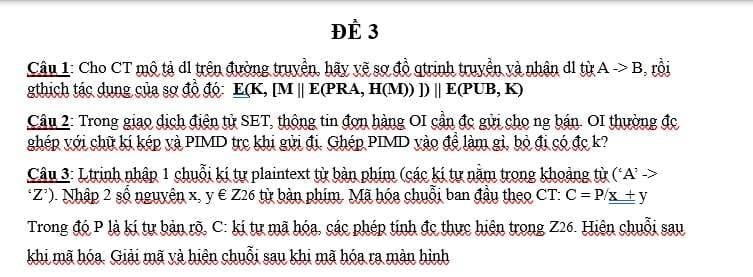 ĐỀ 3
Câu 1: Cho CT mô tả dl trên đường truyền, hãy vẽ sơ đồ qtrinh truyền và nhận dl từ A -> B, rồi
gthich tác dụng của sơ đồ đó: E(K, [M || E(PRA, H(M)) ]) || E(PUB, K)
Câu 2: Trong giao dịch điện tử SET, thông tin đơn hàng OI cần đc gửi cho ng bán. OI thường đc
ghép với chữ kí kép và PIMD trc khi gửi đi. Ghép PIMD vào để làm gì, bỏ đi có đc k?
Câu 3: Ltrinh nhập 1 chuỗi kí tự plaintext từ bàn phím (các kí tự nằm trong khoảng từ (‘A’ ->
‘Z’). Nhập 2 số nguyên x, y € Z26 từ bàn phím. Mã hóa chuỗi ban đầu theo CT: C = P/x + y
Trong đó P là kí tự bản rõ, C: kí tự mã hóa, các phép tính đc thực hiện trong Z26. Hiện chuỗi sau
khi mã hóa. Giải mã và hiện chuỗi sau khi mã hóa ra màn hình